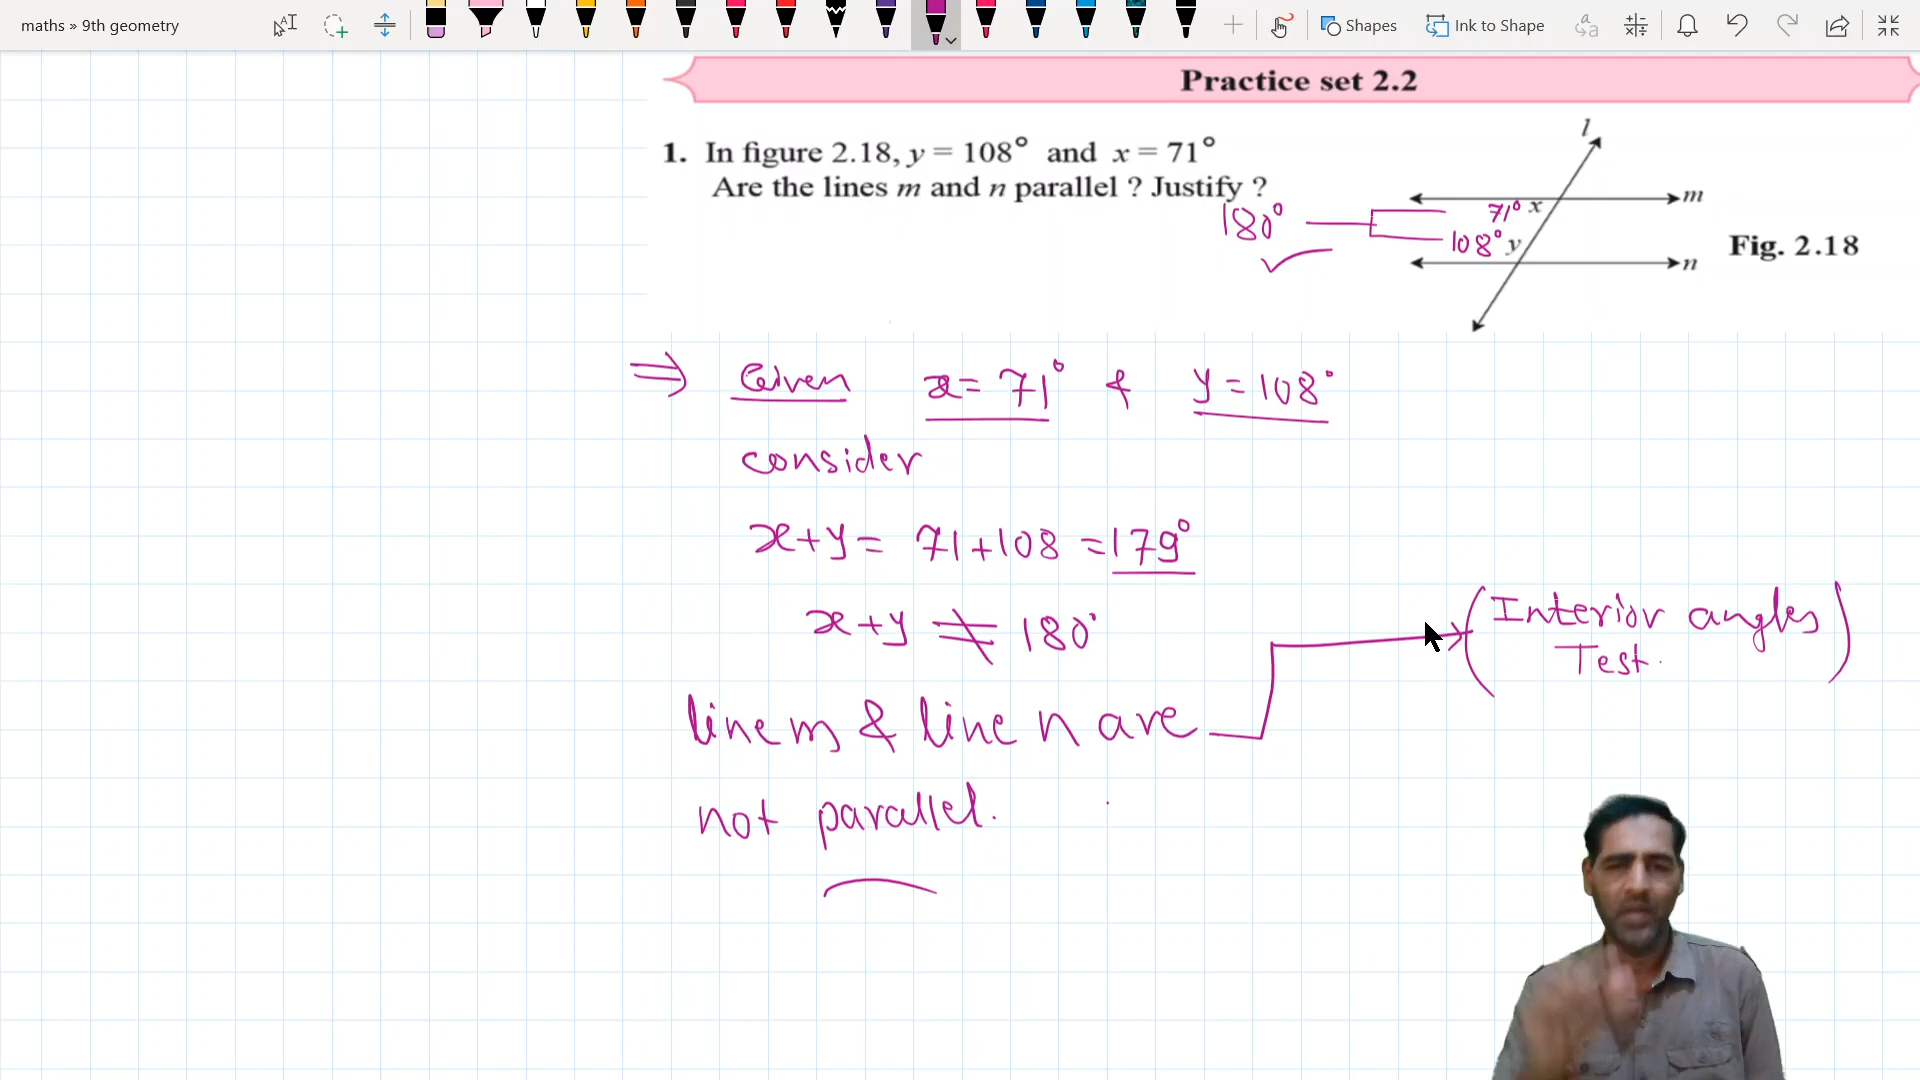 maths » 9th geometry
Shapes
Ink to Shape
Practice set 2.2
1. In figure 2.18, y = 108° and x = 71°
Are the lines m and n parallel ? Justify ?
l
m
71° x
180°
108° y
n
Fig. 2.18
⇒ Given x = 71° & y = 108°
consider
x+y = 71+108 = 179°
x+y ≠ 180°
(Interior angles
Test.)
line m & line n are
not parallel.